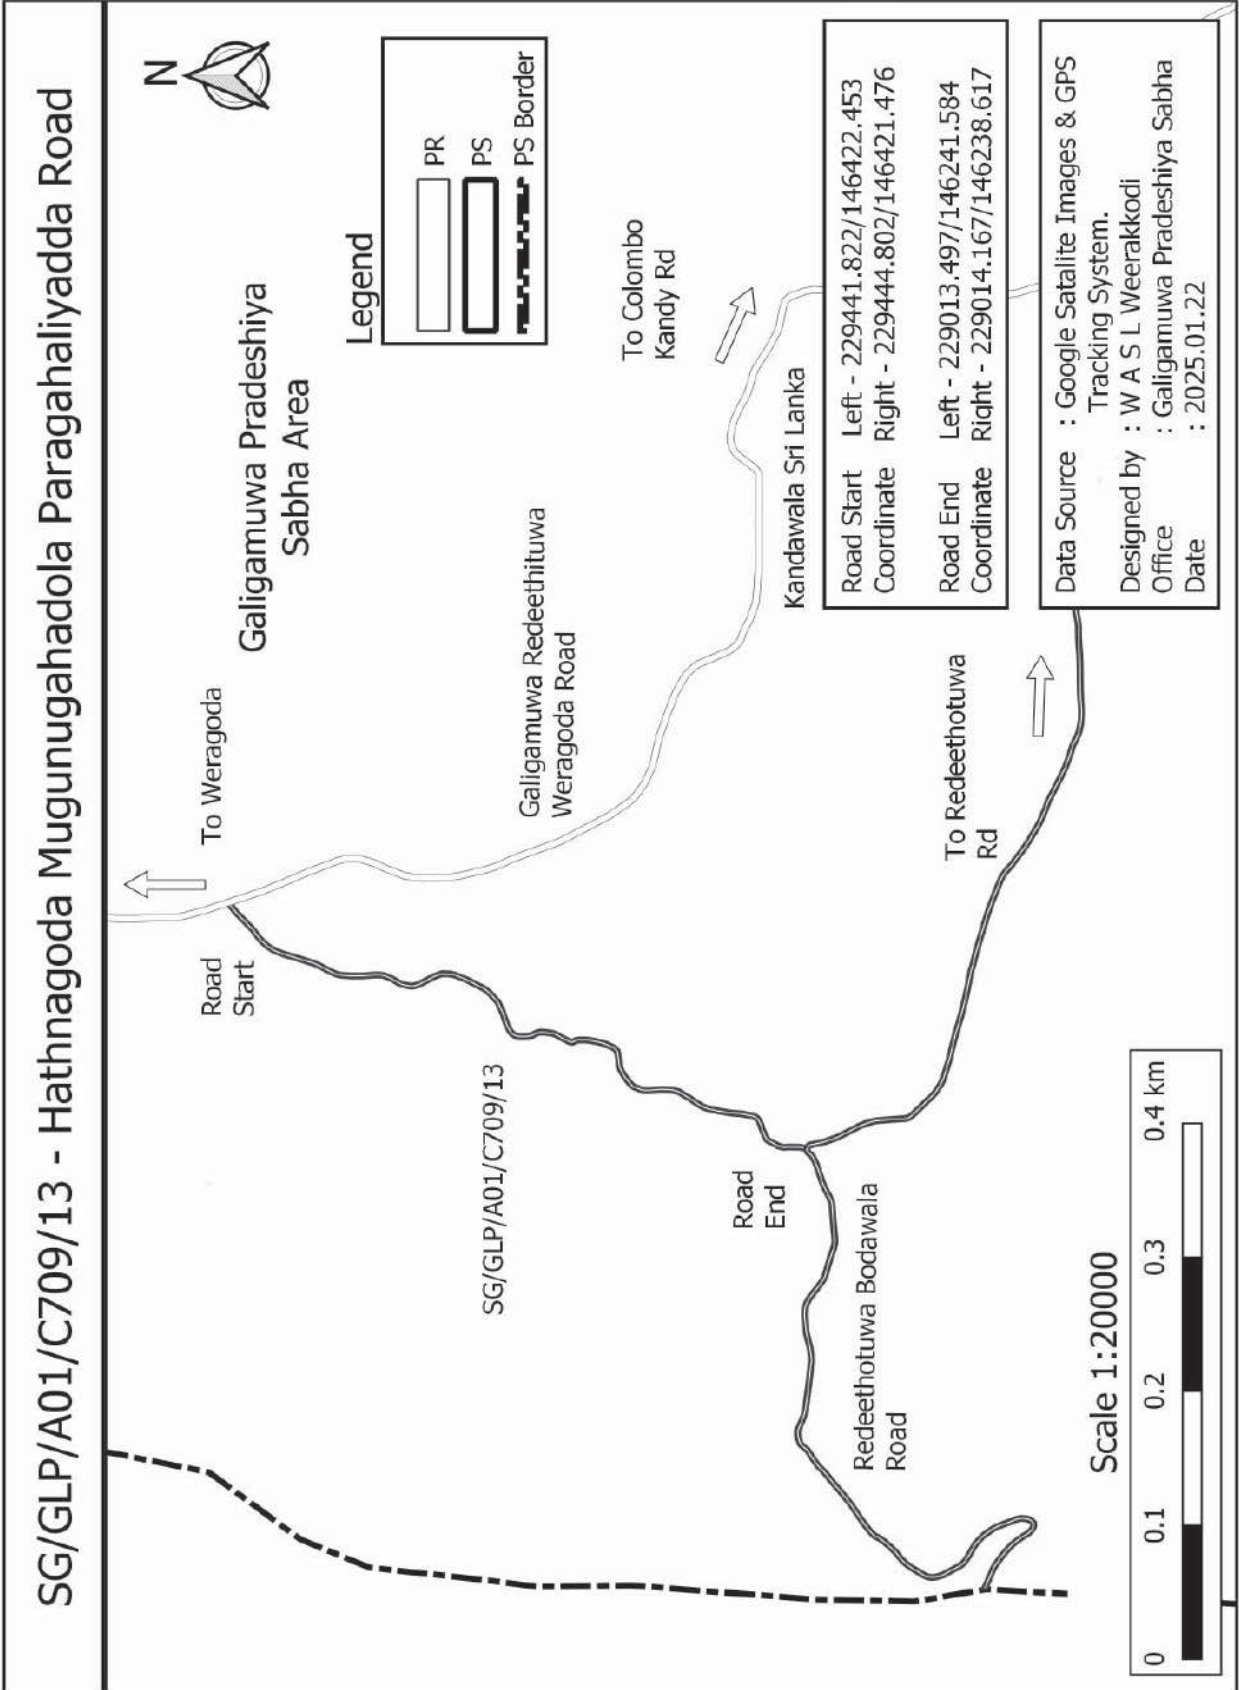 SG/GLP/A01/C709/13 - Hathnagoda Mugunugahadola Paragahaliyadda Road
N
To Weragoda
Galigamuwa Pradeshiya
Sabha Area
Legend
PR
PS
PS Border
Road
Start
Galigamuwa Redeethituwa
Weragoda Road
To Colombo
Kandy Rd
SG/GLP/A01/C709/13
Kandawala Sri Lanka
Road
End
Redeethotuwa Bodawala
Road
To Redeethotuwa
Rd
Road Start Left - 229441.822/146422.453
Coordinate Right - 229444.802/146421.476
Road End Left - 229013.497/146241.584
Coordinate Right - 229014.167/146238.617
Scale 1:20000
0 0.1 0.2 0.3 0.4 km
Data Source : Google Satalite Images & GPS
Tracking System.
Designed by : W A S L Weerakkodi
Office : Galigamuwa Pradeshiya Sabha
Date : 2025.01.22